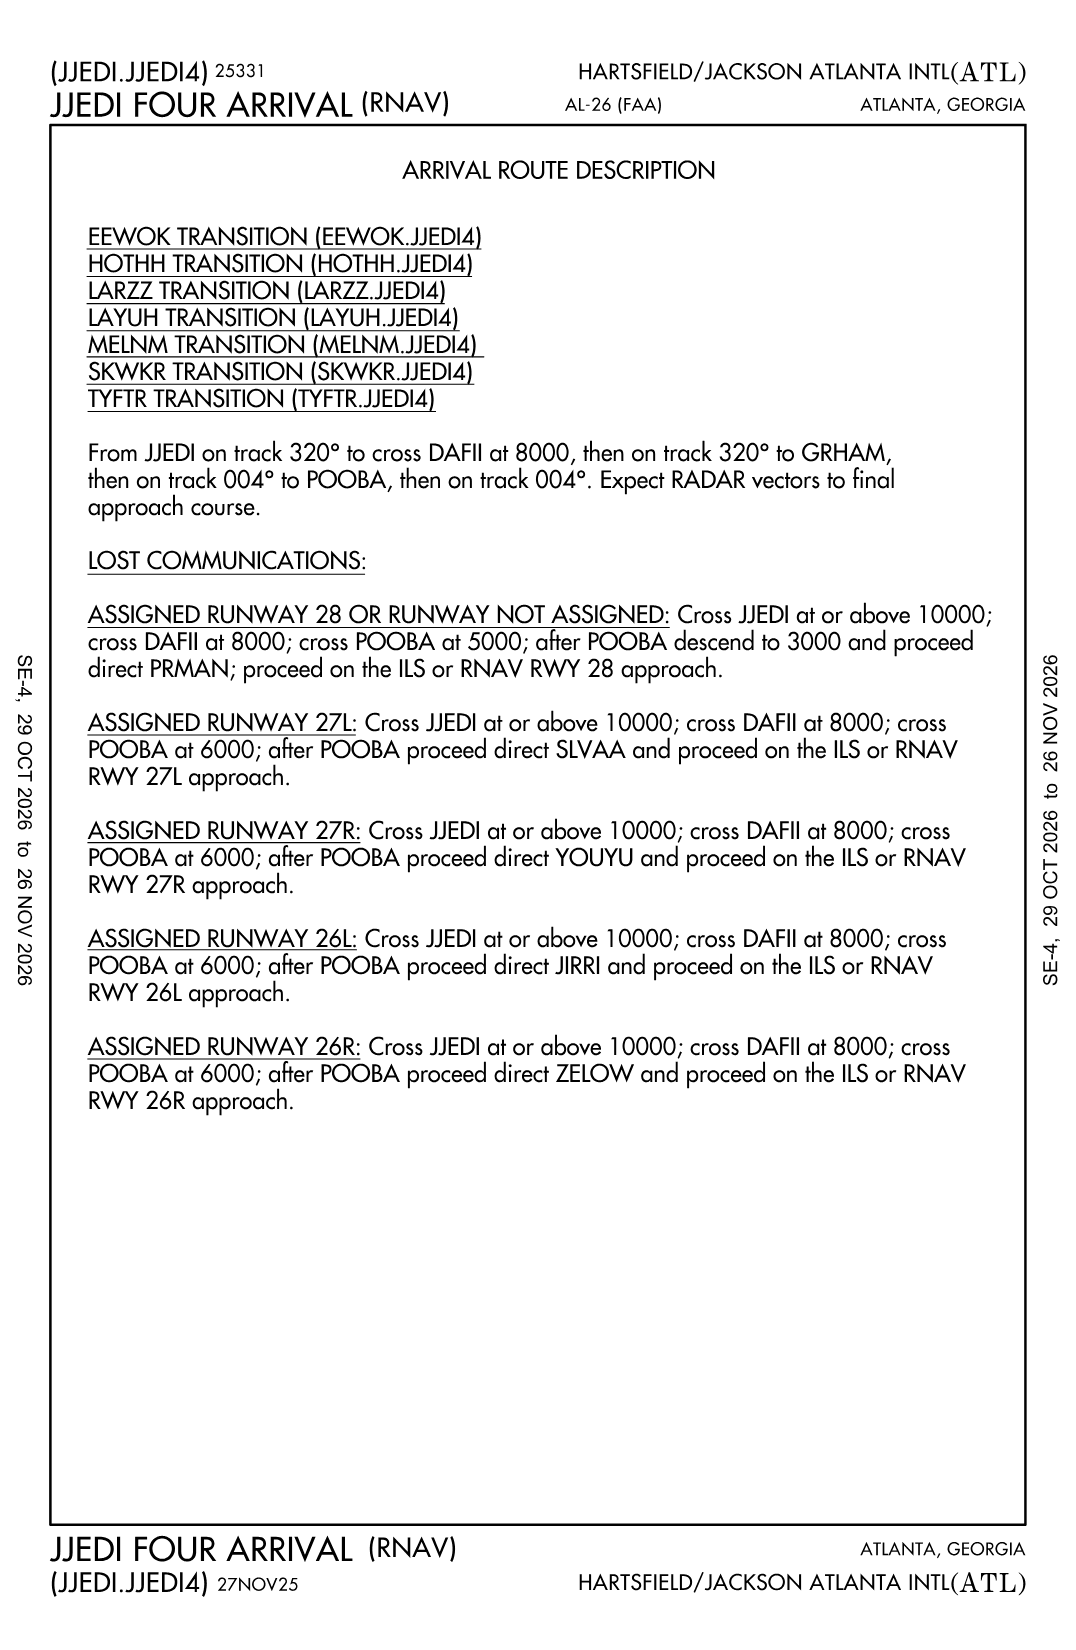 (JJEDI.JJEDI4) 25331
HARTSFIELD/JACKSON ATLANTA INTL(ATL)
JJEDI FOUR ARRIVAL (RNAV)
AL-26 (FAA)
ATLANTA, GEORGIA
ARRIVAL ROUTE DESCRIPTION
EEWOK TRANSITION (EEWOK.JJEDI4)
HOTHH TRANSITION (HOTHH.JJEDI4)
LARZZ TRANSITION (LARZZ.JJEDI4)
LAYUH TRANSITION (LAYUH.JJEDI4)
MELNM TRANSITION (MELNM.JJEDI4)
SKWKR TRANSITION (SKWKR.JJEDI4)
TYFTR TRANSITION (TYFTR.JJEDI4)
From JJEDI on track 320° to cross DAFII at 8000, then on track 320° to GRHAM,
then on track 004° to POOBA, then on track 004°. Expect RADAR vectors to final
approach course.
LOST COMMUNICATIONS:
ASSIGNED RUNWAY 28 OR RUNWAY NOT ASSIGNED: Cross JJEDI at or above 10000;
cross DAFII at 8000; cross POOBA at 5000; after POOBA descend to 3000 and proceed
direct PRMAN; proceed on the ILS or RNAV RWY 28 approach.
ASSIGNED RUNWAY 27L: Cross JJEDI at or above 10000; cross DAFII at 8000; cross
POOBA at 6000; after POOBA proceed direct SLVAA and proceed on the ILS or RNAV
RWY 27L approach.
ASSIGNED RUNWAY 27R: Cross JJEDI at or above 10000; cross DAFII at 8000; cross
POOBA at 6000; after POOBA proceed direct YOUYU and proceed on the ILS or RNAV
RWY 27R approach.
ASSIGNED RUNWAY 26L: Cross JJEDI at or above 10000; cross DAFII at 8000; cross
POOBA at 6000; after POOBA proceed direct JIRRI and proceed on the ILS or RNAV
RWY 26L approach.
ASSIGNED RUNWAY 26R: Cross JJEDI at or above 10000; cross DAFII at 8000; cross
POOBA at 6000; after POOBA proceed direct ZELOW and proceed on the ILS or RNAV
RWY 26R approach.
SE-4, 29 OCT 2026 to 26 NOV 2026
SE-4, 29 OCT 2026 to 26 NOV 2026
JJEDI FOUR ARRIVAL (RNAV)
ATLANTA, GEORGIA
(JJEDI.JJEDI4) 27NOV25
HARTSFIELD/JACKSON ATLANTA INTL(ATL)